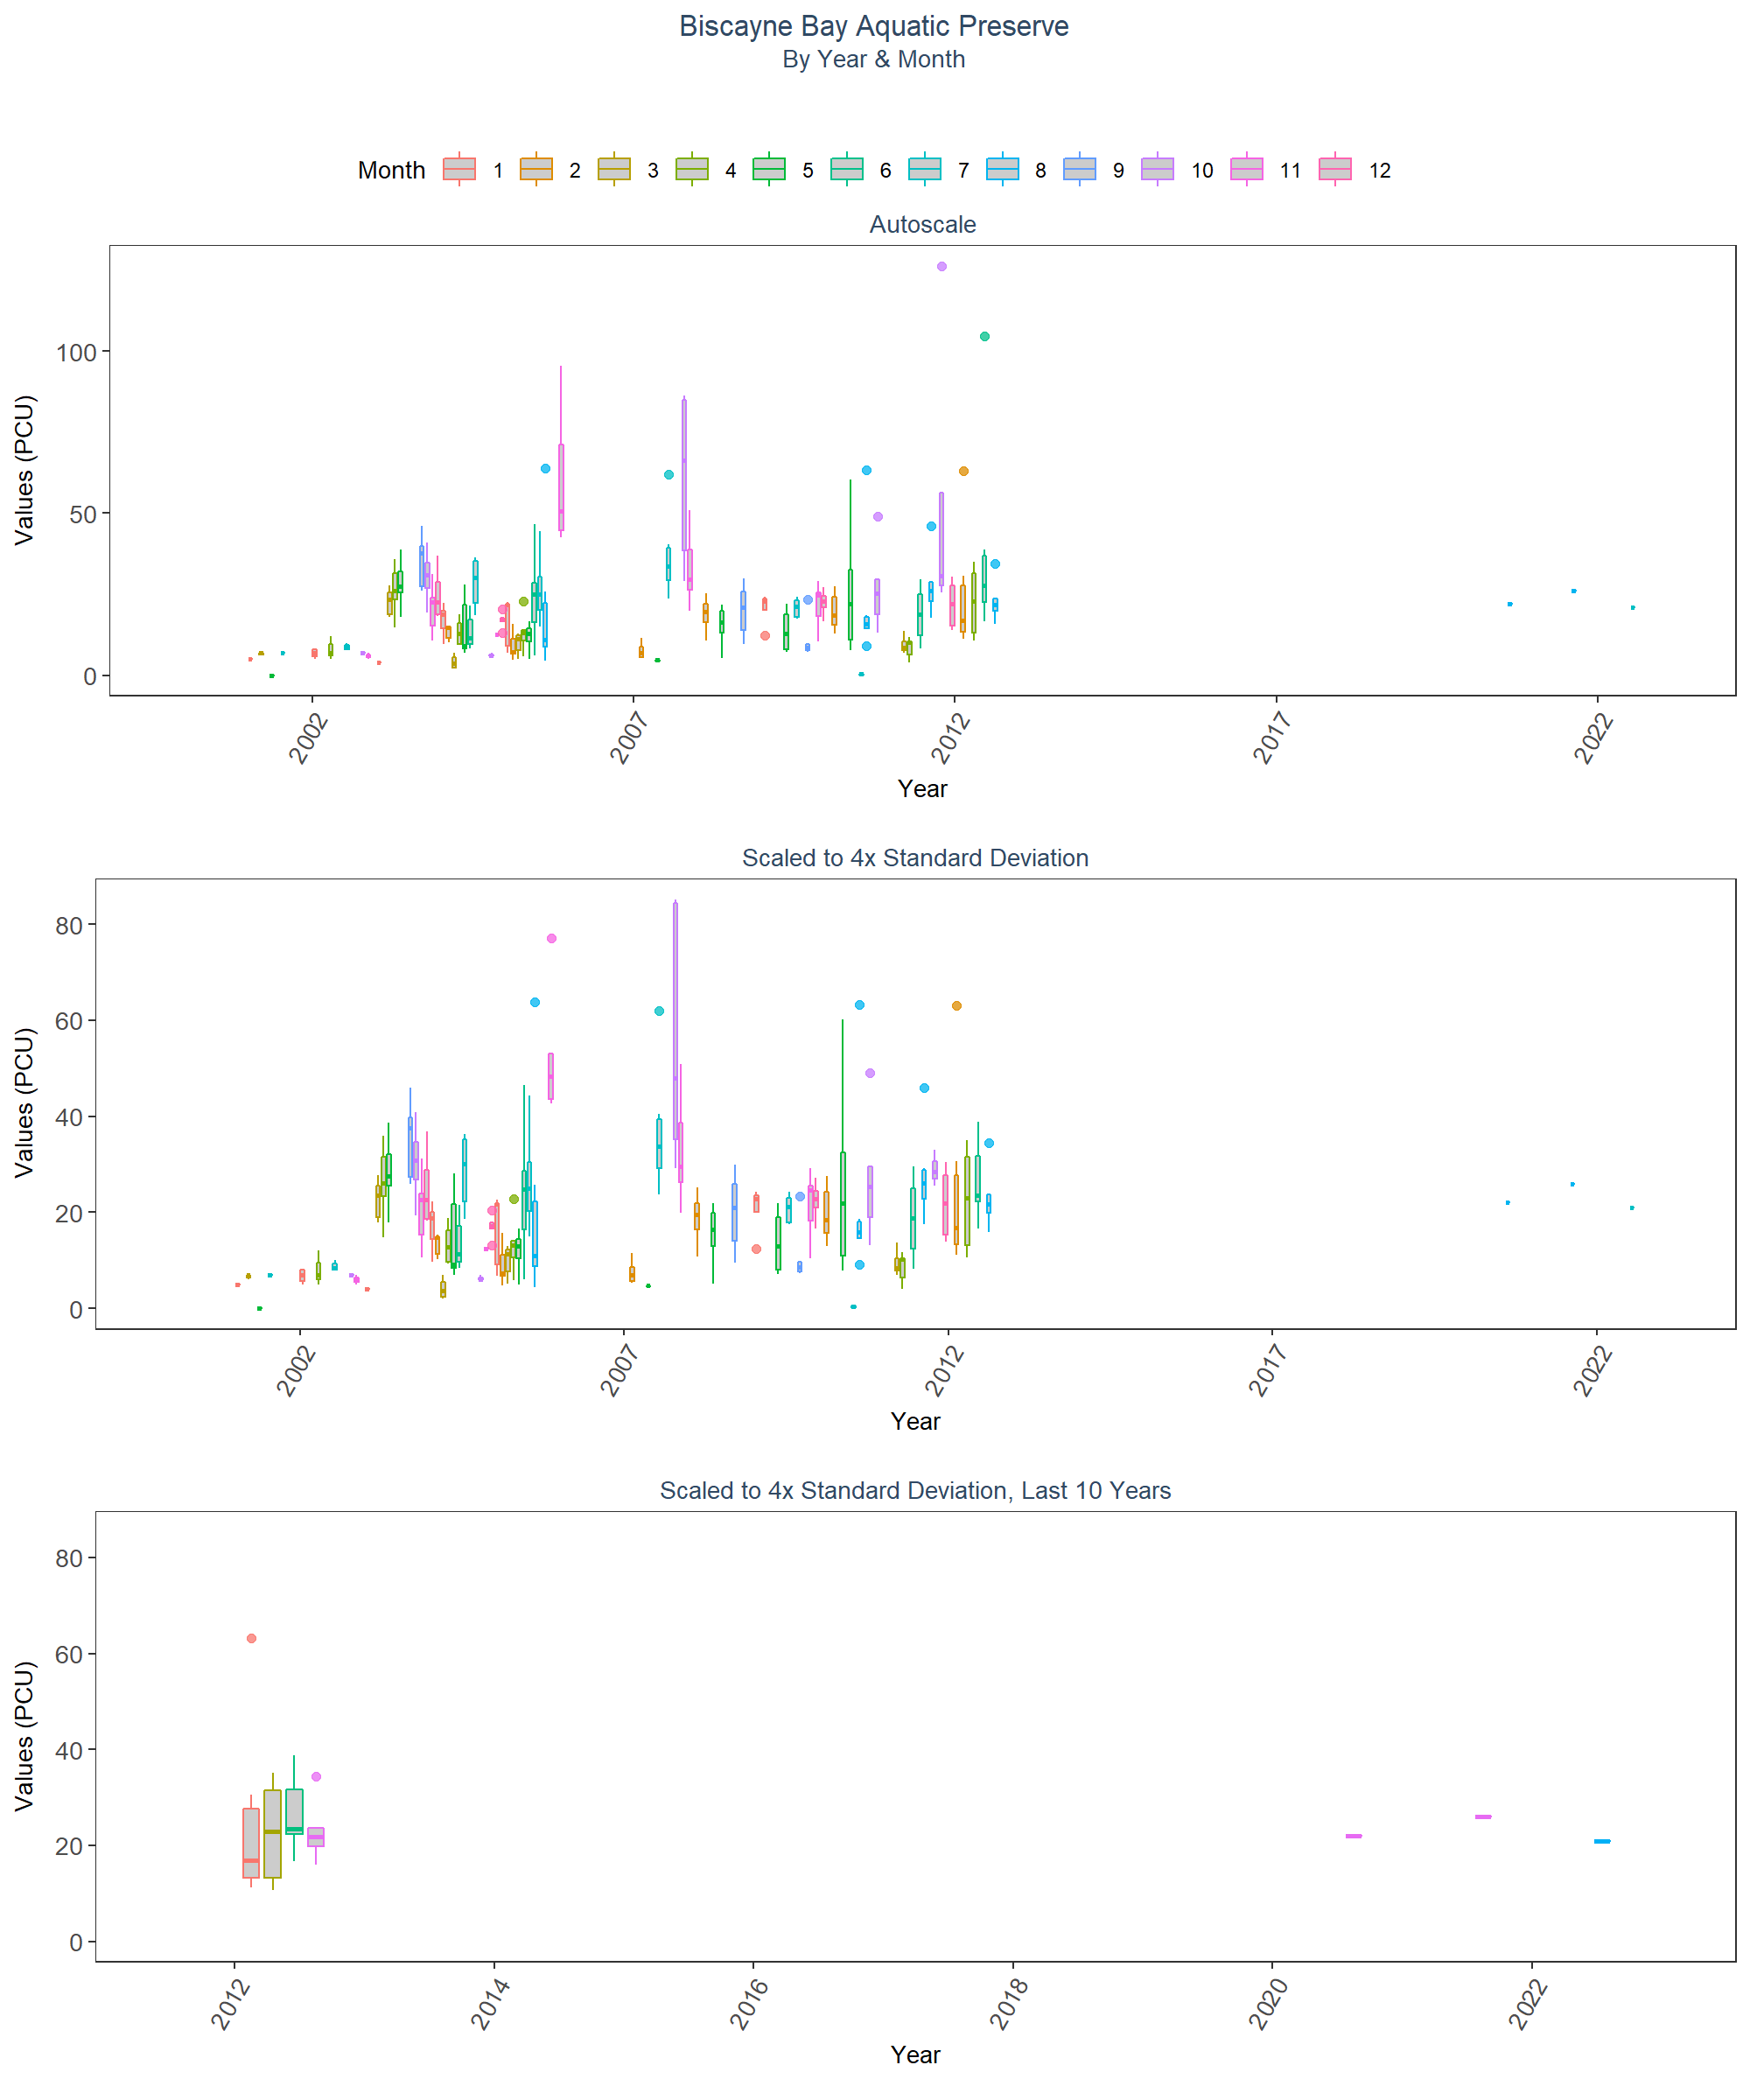 Biscayne Bay Aquatic Preserve
By Year & Month
Month 1 2 3 4 5 6 7 8 9 10 11 12
Autoscale
Values (PCU)
100
50
0
2002 2007 2012 2017 2022
Year
Scaled to 4x Standard Deviation
Values (PCU)
80
60
40
20
0
2002 2007 2012 2017 2022
Year
Scaled to 4x Standard Deviation, Last 10 Years
Values (PCU)
80
60
40
20
0
2012 2014 2016 2018 2020 2022
Year